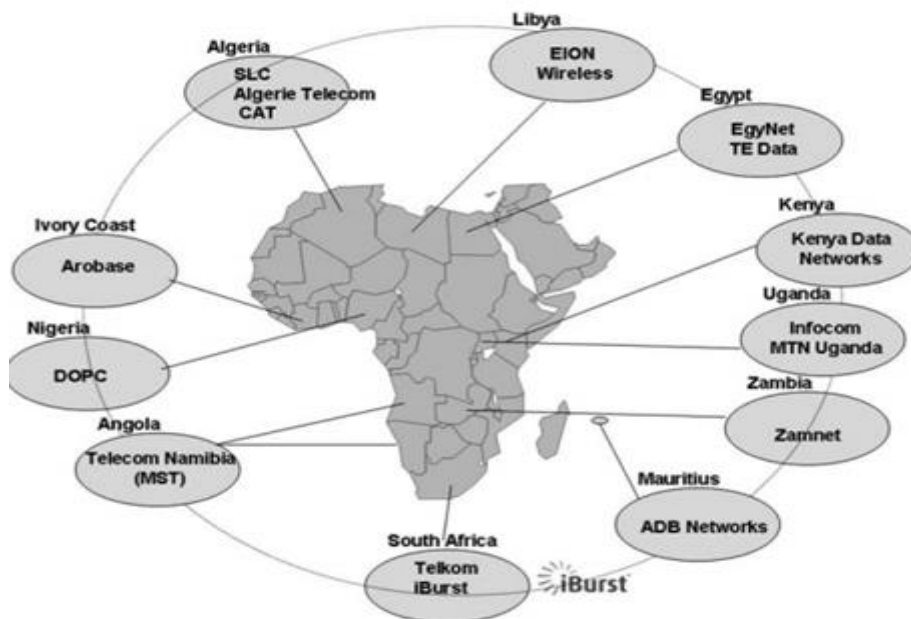 Libya
EION
Wireless
Algeria
SLC
Algerie Telecom
CAT
Egypt
EgyNet
TE Data
Ivory Coast
Arobase
Kenya
Kenya Data
Networks
Nigeria
DOPC
Uganda
Infocom
MTN Uganda
Angola
Telecom Namibia
(MST)
Zambia
Zamnet
Mauritius
ADB Networks
South Africa
Telkom
iBurst
iBurst